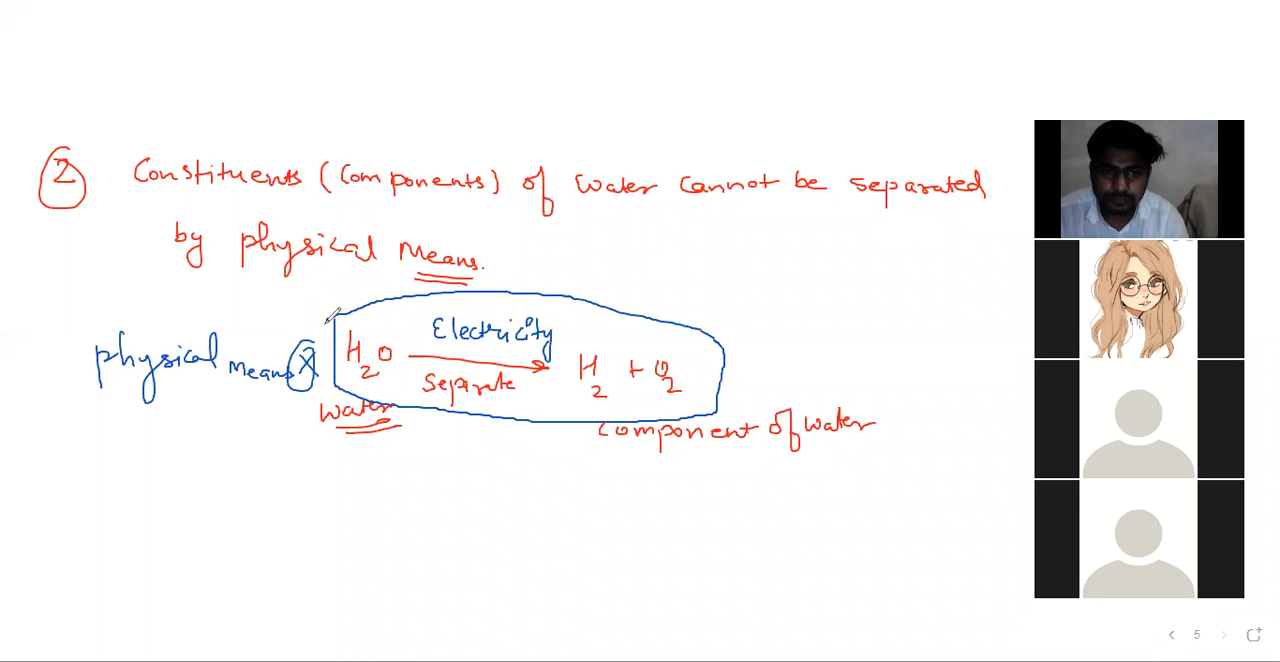 2 Constituents (Components) of water cannot be separated
by physical Means.
Electricity
physical Means X H2O → H2 + O2
Separate
water
Component of water
5